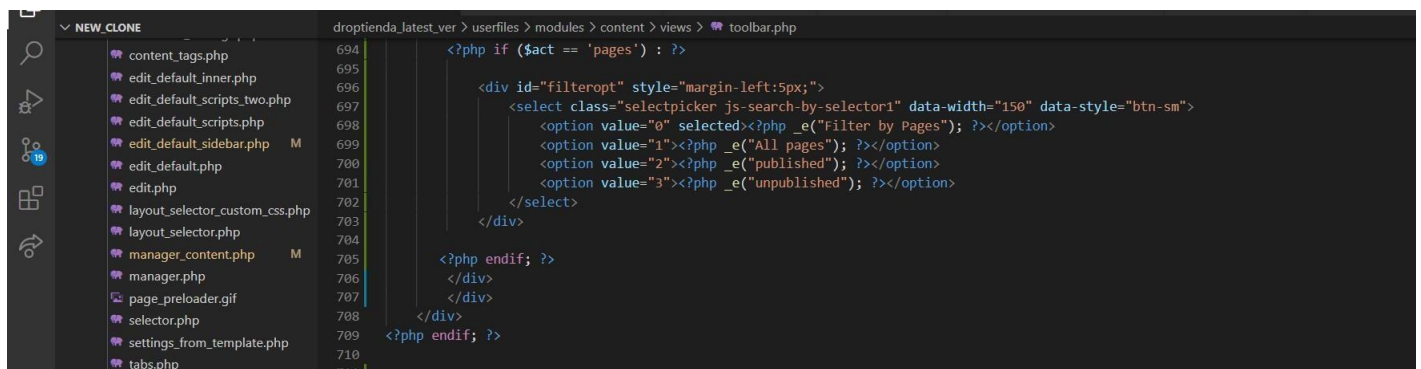 NEW_CLONE
content_tags.php
edit_default_inner.php
edit_default_scripts_two.php
edit_default_scripts.php
edit_default_sidebar.php M
edit_default.php
edit.php
layout_selector_custom_css.php
layout_selector.php
manager_content.php M
manager.php
page_preloader.gif
selector.php
settings_from_template.php
tabs.php
19
droptienda_latest_ver > userfiles > modules > content > views > toolbar.php
694 <?php if ($act == 'pages') : ?>
695
696 <div id="filteropt" style="margin-left:5px;">
697 <select class="selectpicker js-search-by-selector1" data-width="150" data-style="btn-sm">
698 <option value="0" selected><?php _e("Filter by Pages"); ?></option>
699 <option value="1"><?php _e("All pages"); ?></option>
700 <option value="2"><?php _e("published"); ?></option>
701 <option value="3"><?php _e("unpublished"); ?></option>
702 </select>
703 </div>
704
705 <?php endif; ?>
706 </div>
707 </div>
708 </div>
709 <?php endif; ?>
710